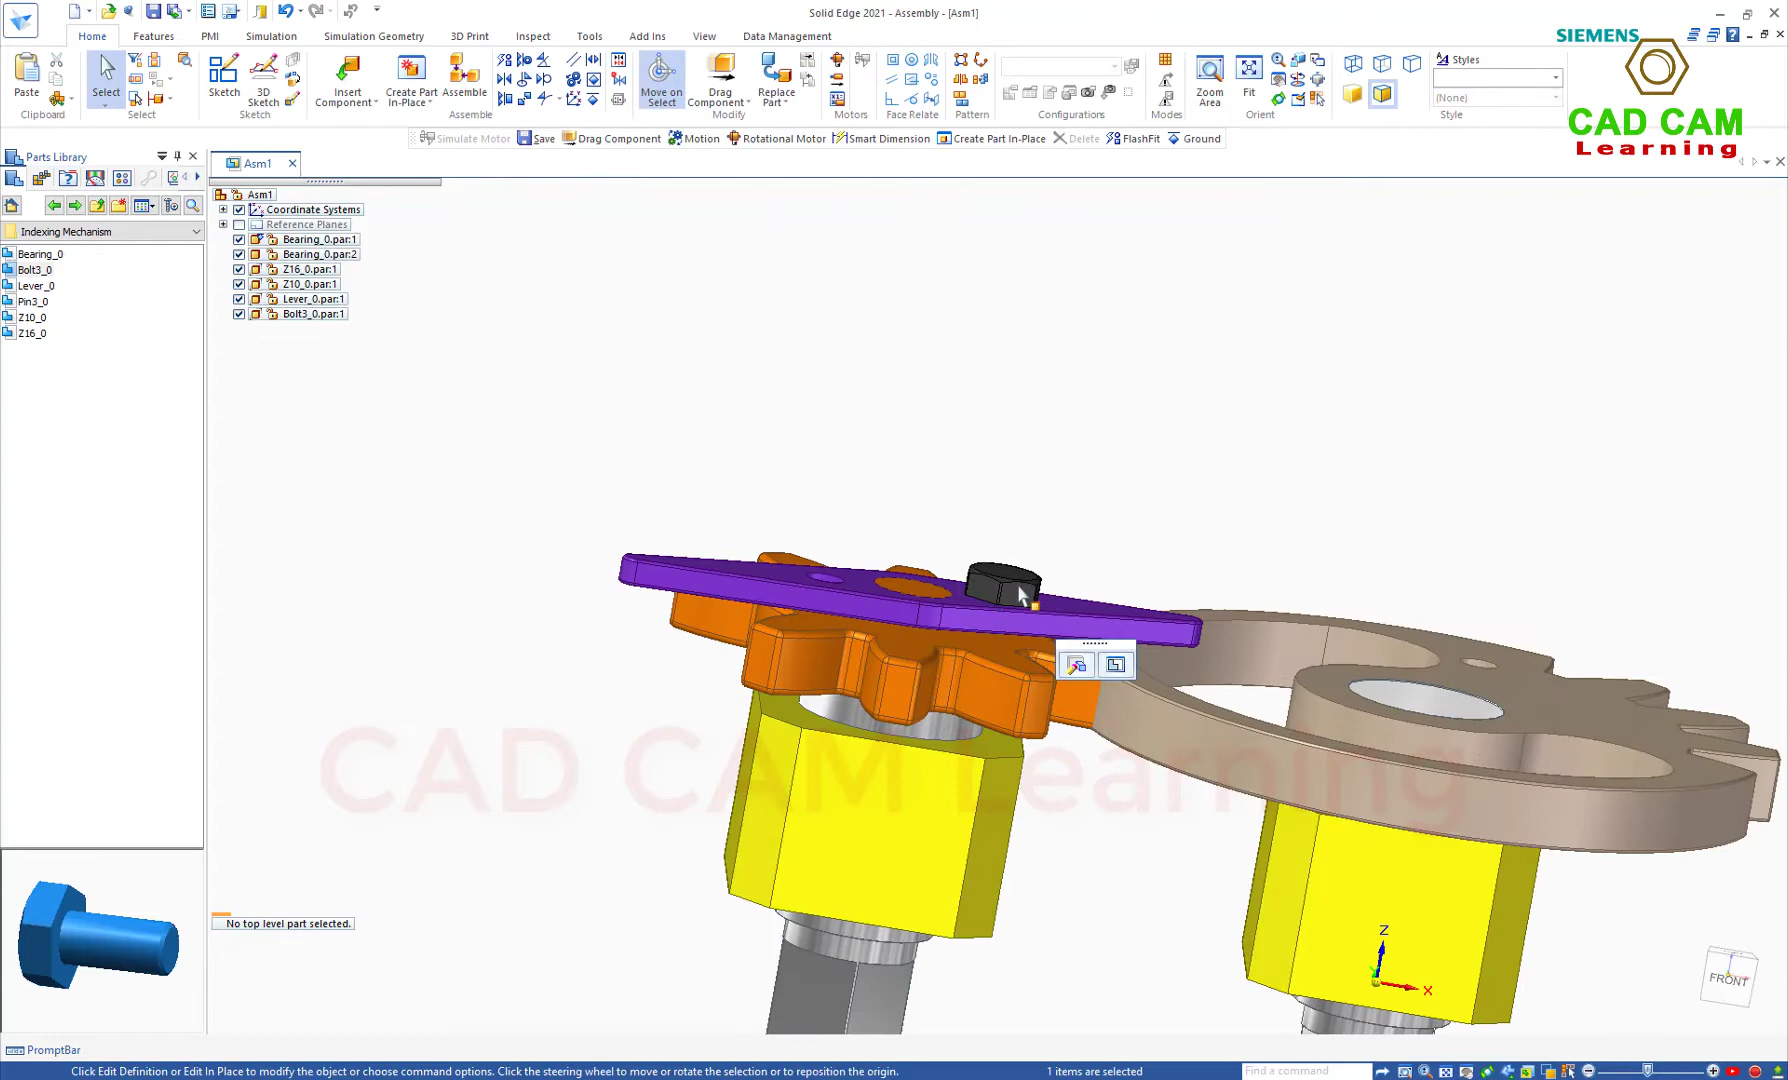 Solid Edge 2021 - Assembly - [Asm1]
Home
Features
PMI
Simulation
Simulation Geometry
3D Print
Inspect
Tools
Add Ins
View
Data Management
SIEMENS
Paste
Clipboard
Select
Select
Sketch
3D Sketch
Sketch
Insert Component
Create Part In-Place
Assembly
Assemble
Move on Select
Drag Component
Replace Part
Modify
Motors
Face Relate
Pattern
Configurations
Modes
Zoom Area
Fit
Orient
Styles
(None)
Style
CAD CAM
Learning
Simulate Motor
Save
Drag Component
Motion
Rotational Motor
Smart Dimension
Create Part In-Place
Delete
FlashFit
Ground
Parts Library
Asm1
Indexing Mechanism
Bearing_0
Bolt3_0
Lever_0
Pin3_0
Z10_0
Z16_0
Asm1
Coordinate Systems
Reference Planes
Bearing_0.par:1
Bearing_0.par:2
Z16_0.par:1
Z10_0.par:1
Lever_0.par:1
Bolt3_0.par:1
CAD CAM Learning
No top level part selected.
Z
X
FRONT
PromptBar
Click Edit Definition or Edit In Place to modify the object or choose command options. Click the steering wheel to move or rotate the selection or to reposition the origin.
1 items are selected
Find a command